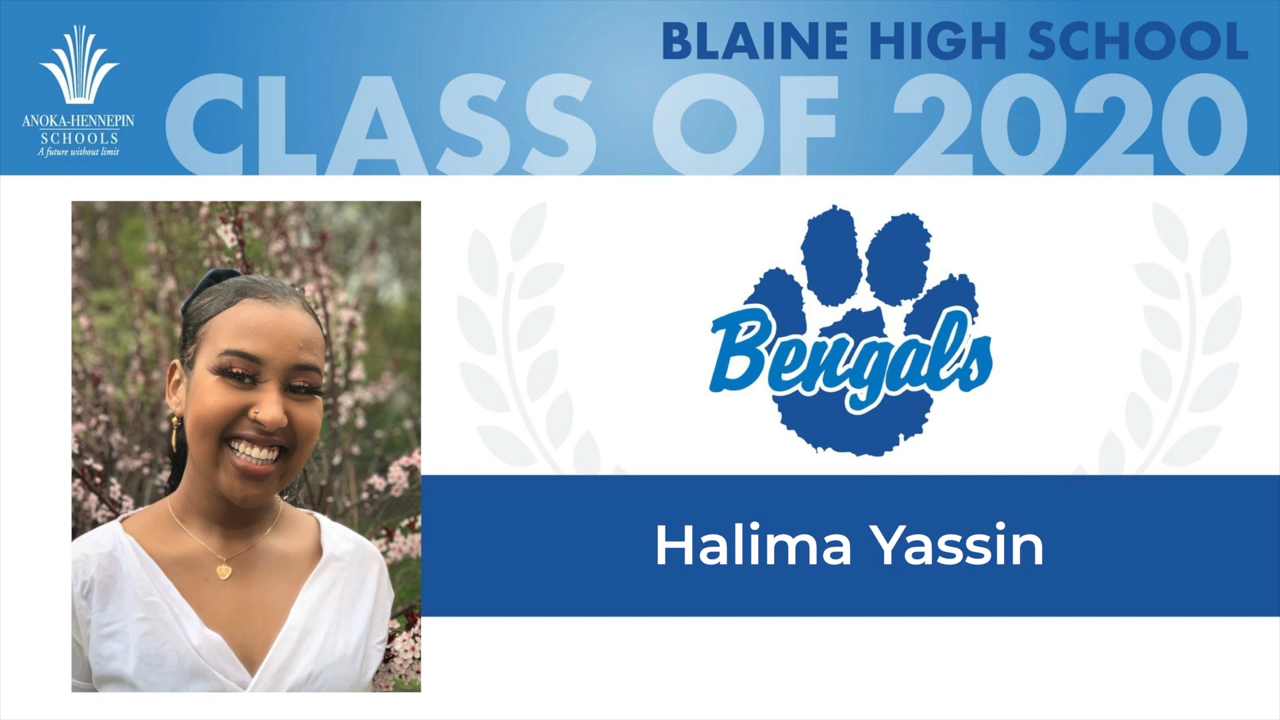 BLAINE HIGH SCHOOL
CLASS OF 2020
ANOKA-HENNEPIN
SCHOOLS
A future without limit
Bengals
Halima Yassin